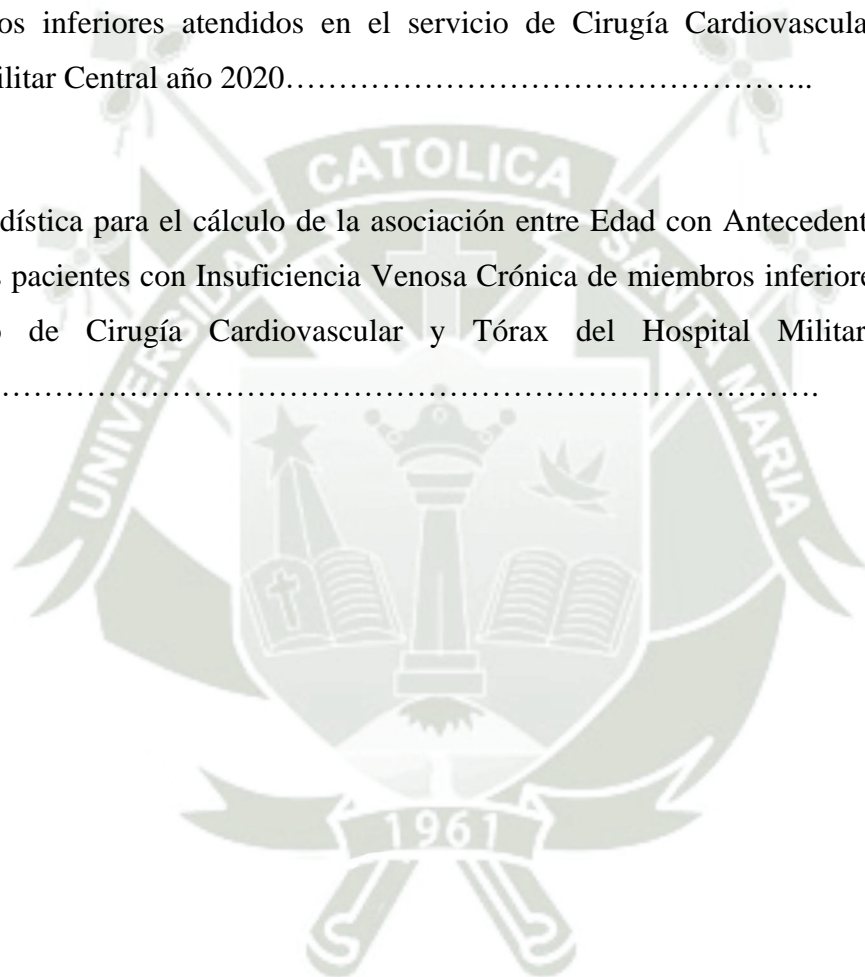 os inferiores atendidos en el servicio de Cirugía Cardiovascula
ilitar Central año 2020…………………………………………..
dística para el cálculo de la asociación entre Edad con Antecedent
s pacientes con Insuficiencia Venosa Crónica de miembros inferiore
o de Cirugía Cardiovascular y Tórax del Hospital Militar
………………………………………………………………….
UNIVERSIDAD CATOLICA SANTA MARIA
1961